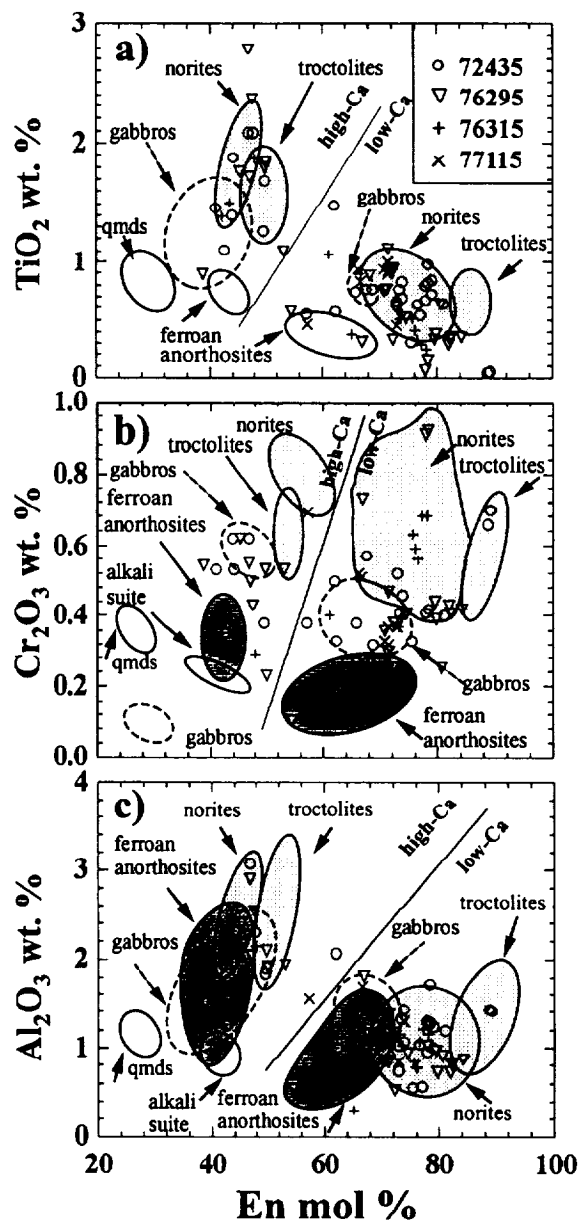 3
a)
norites
troctolites
gabbros
high-Ca
low-Ca
72435
76295
76315
77115
2
TiO2 wt. %
qmds
gabbros
norites
troctolites
1
ferroan
anorthosites
0
1.0
b)
norites
troctolites
gabbros
ferroan
anorthosites
high-Ca
low-Ca
norites
troctolites
0.8
0.6
Cr2O3 wt. %
alkali
suite
0.4
qmds
0.2
gabbros
gabbros
ferroan
anorthosites
0.0
4
c)
norites
troctolites
ferroan
anorthosites
high-Ca
low-Ca
3
gabbros
gabbros
troctolites
2
Al2O3 wt. %
1
qmds
alkali
suite
ferroan
anorthosites
norites
0
20 40 60 80 100
En mol %